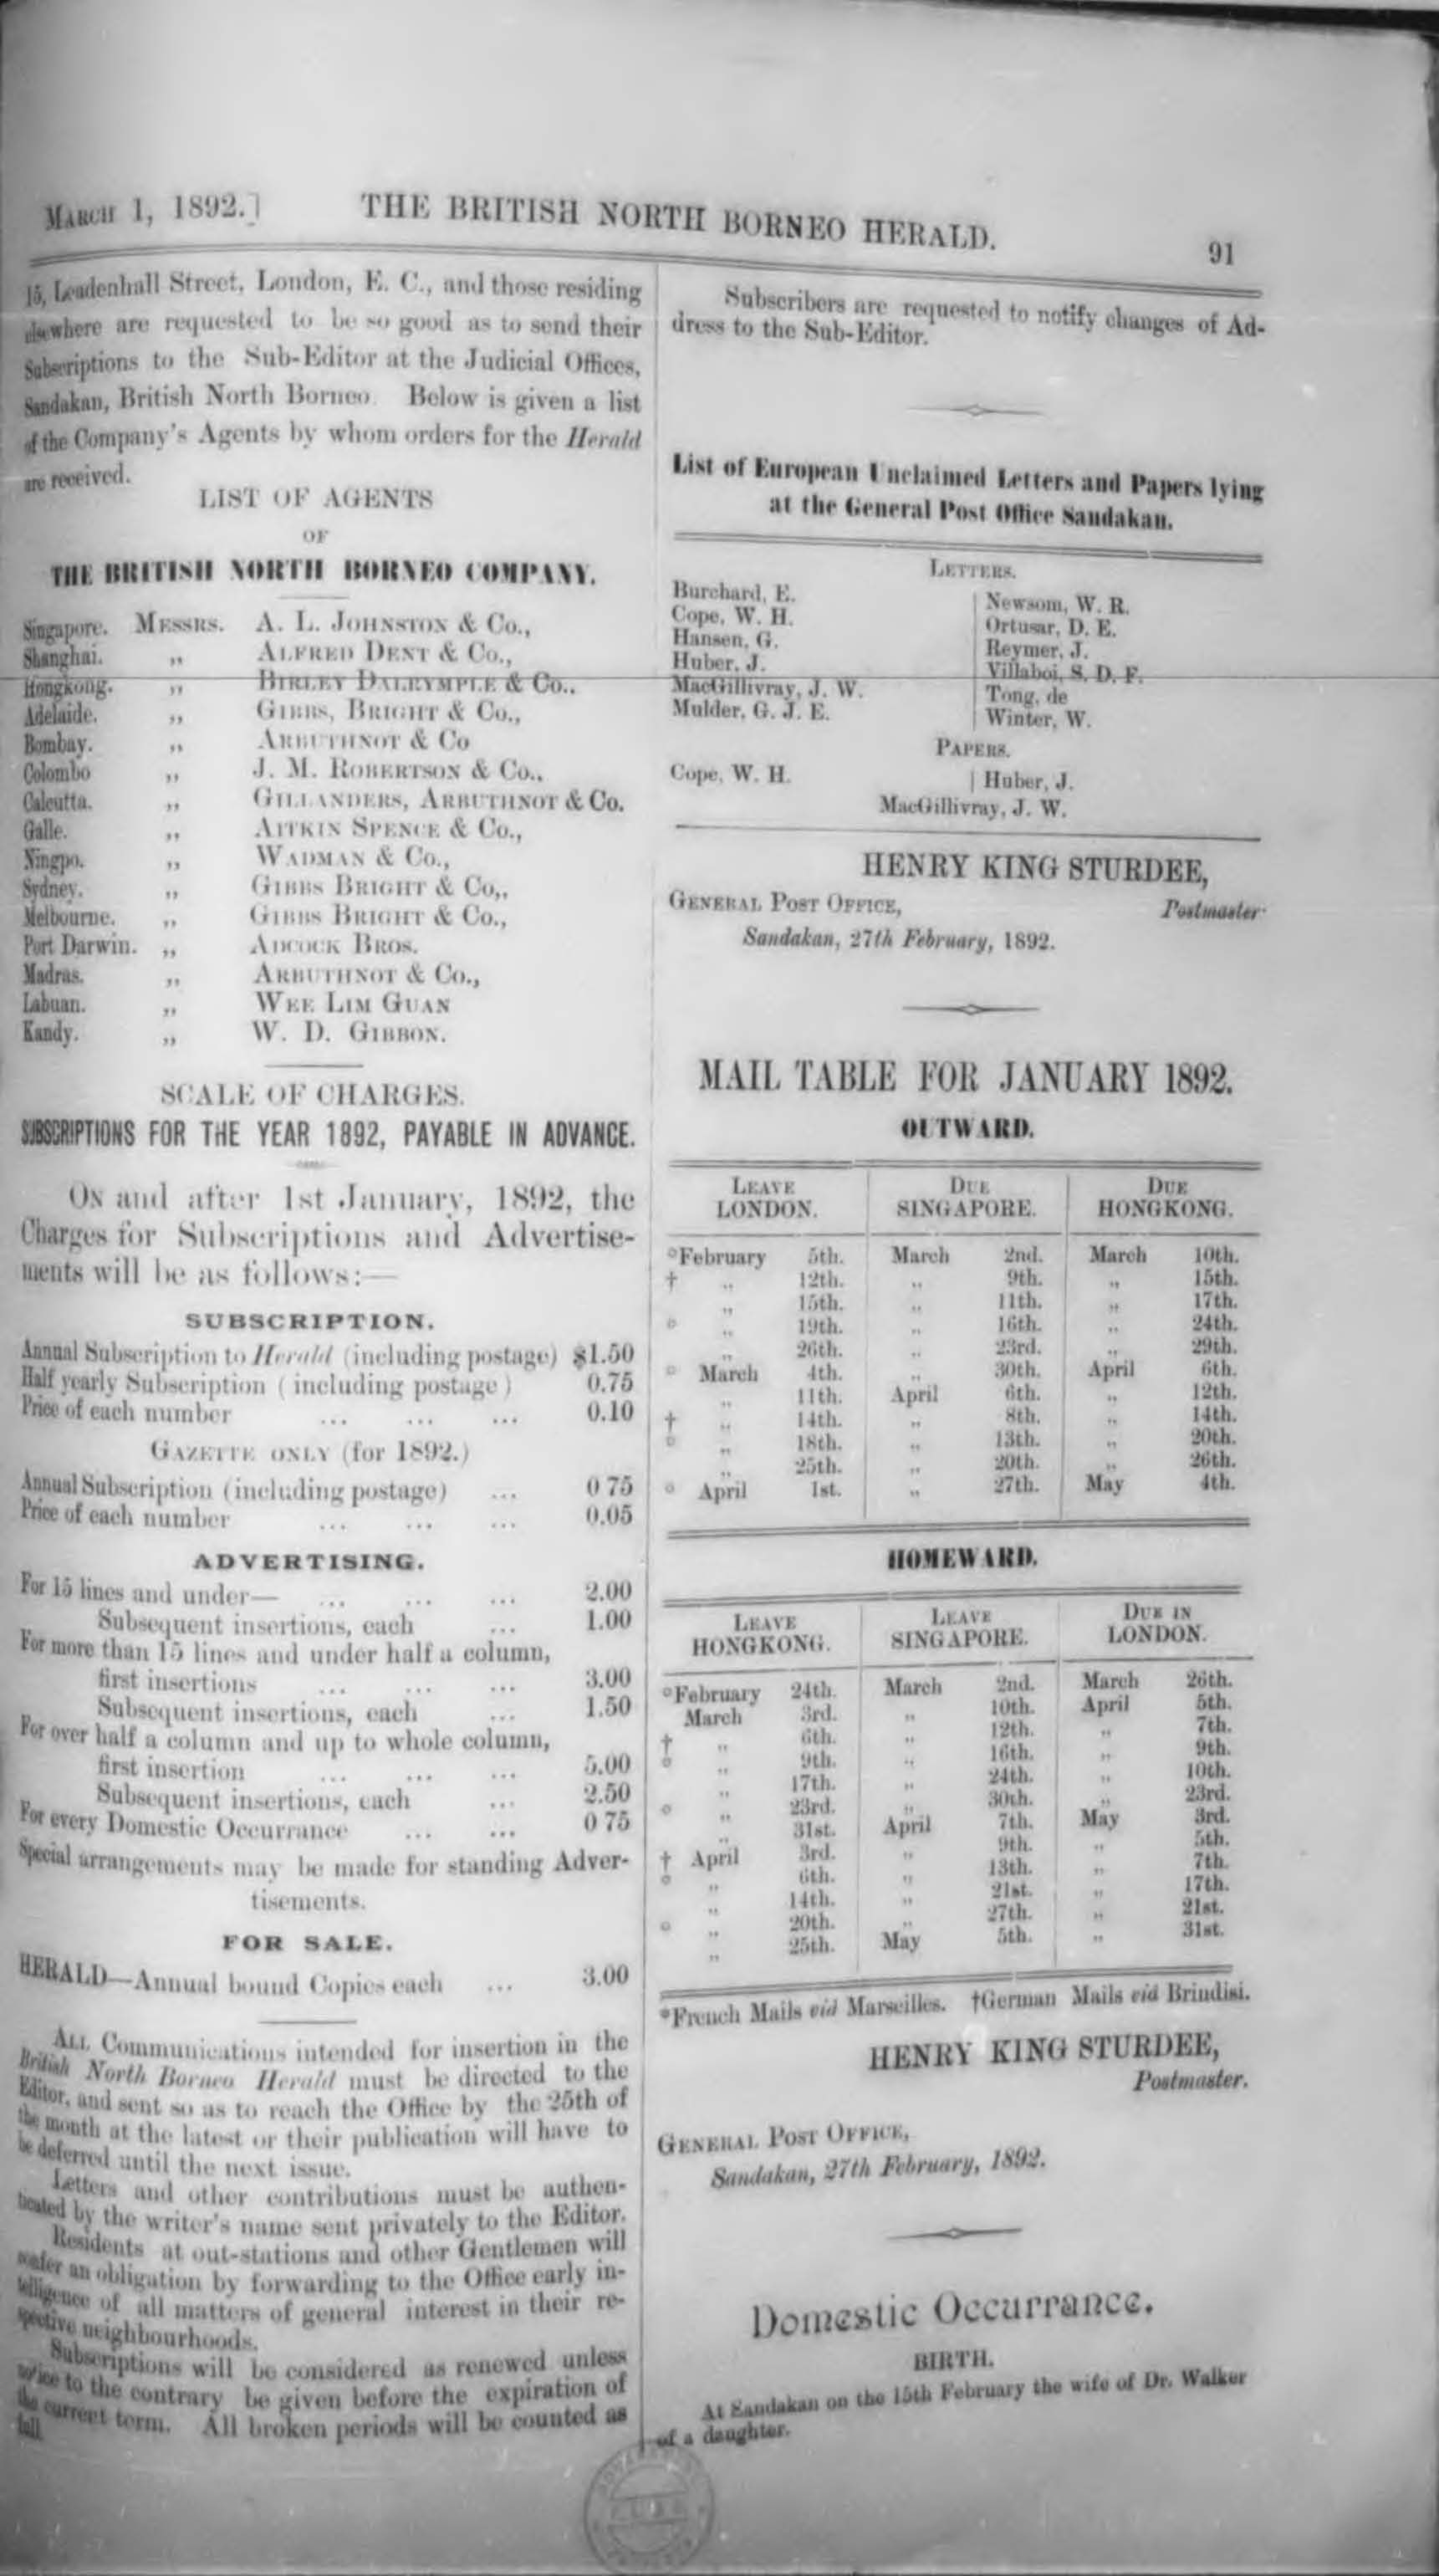 MARCH 1, 1892.] THE BRITISH NORTH BORNEO HERALD. 91
15, Leadenhall Street, London, E. C., and those residing
elsewhere are requested to be so good as to send their
Subscriptions to the Sub-Editor at the Judicial Offices,
Sandakan, British North Borneo. Below is given a list
of the Company's Agents by whom orders for the Herald
are received.
LIST OF AGENTS
OF
THE BRITISH NORTH BORNEO COMPANY.
Singapore. MESSRS. A. L. JOHNSTON & Co.,
Shanghai. ,, ALFRED DENT & Co.,
Hongkong. ,, BIRLEY DALRYMPLE & Co..
Adelaide. ,, GIBBS, BRIGHT & Co.,
Bombay. ,, ARBUTHNOT & Co
Colombo ,, J. M. ROBERTSON & Co..
Calcutta. ,, GILLANDERS, ARBUTHNOT & Co.
Galle. ,, AITKIN SPENCE & Co.,
Ningpo. ,, WADMAN & Co.,
Sydney. ,, GIBBS BRIGHT & Co,,
Melbourne. ,, GIBBS BRIGHT & Co.,
Port Darwin. ,, ADCOCK BROS.
Madras. ,, ARBUTHNOT & Co.,
Labuan. ,, WEE LIM GUAN
Kandy. ,, W. D. GIBBON.
SCALE OF CHARGES.
SUBSCRIPTIONS FOR THE YEAR 1892, PAYABLE IN ADVANCE.
ON and after 1st January, 1892, the
Charges for Subscriptions and Advertise-
ments will be as follows:—
SUBSCRIPTION.
Annual Subscription to Herald (including postage) $1.50
Half yearly Subscription ( including postage ) 0.75
Price of each number ... ... ... 0.10
GAZETTE ONLY (for 1892.)
Annual Subscription (including postage) ... 0 75
Price of each number ... ... ... 0.05
ADVERTISING.
For 15 lines and under— ... ... ... 2.00
Subsequent insertions, each ... 1.00
For more than 15 lines and under half a column,
first insertions ... ... ... 3.00
Subsequent insertions, each ... 1.50
For over half a column and up to whole column,
first insertion ... ... ... 5.00
Subsequent insertions, each ... 2.50
For every Domestic Occurrance ... ... 0 75
Special arrangements may be made for standing Adver-
tisements.
FOR SALE.
HERALD—Annual bound Copies each ... 3.00
ALL Communications intended for insertion in the
British North Borneo Herald must be directed to the
Editor, and sent so as to reach the Office by the 25th of
the month at the latest or their publication will have to
be deferred until the next issue.
Letters and other contributions must be authen-
ticated by the writer's name sent privately to the Editor.
Residents at out-stations and other Gentlemen will
confer an obligation by forwarding to the Office early in-
telligence of all matters of general interest in their re-
spective neighbourhoods.
Subscriptions will be considered as renewed unless
notice to the contrary be given before the expiration of
the current term. All broken periods will be counted as
full.
Subscribers are requested to notify changes of Ad-
dress to the Sub-Editor.
List of European Unclaimed Letters and Papers lying
at the General Post Office Sandakan.
LETTERS.
Burchard, E. | Newsom, W. R.
Cope, W. H. | Ortusar, D. E.
Hansen, G. | Reymer, J.
Huber, J. | Villaboi, S. D. F.
MacGillivray, J. W. | Tong, de
Mulder, G. J. E. | Winter, W.
PAPERS.
Cope, W. H. | Huber, J.
MacGillivray, J. W.
HENRY KING STURDEE,
GENERAL POST OFFICE, Postmaster
Sandakan, 27th February, 1892.
MAIL TABLE FOR JANUARY 1892.
OUTWARD.
LEAVE DUE DUE
LONDON. SINGAPORE. HONGKONG.
*February 5th. March 2nd. March 10th.
† ,, 12th. ,, 9th. ,, 15th.
,, 15th. ,, 11th. ,, 17th.
* ,, 19th. ,, 16th. ,, 24th.
,, 26th. ,, 23rd. ,, 29th.
* March 4th. ,, 30th. April 6th.
,, 11th. April 6th. ,, 12th.
† ,, 14th. ,, 8th. ,, 14th.
* ,, 18th. ,, 13th. ,, 20th.
,, 25th. ,, 20th. ,, 26th.
* April 1st. ,, 27th. May 4th.
HOMEWARD.
LEAVE LEAVE DUE IN
HONGKONG. SINGAPORE. LONDON.
*February 24th. March 2nd. March 26th.
March 3rd. ,, 10th. April 5th.
† ,, 6th. ,, 12th. ,, 7th.
* ,, 9th. ,, 16th. ,, 9th.
,, 17th. ,, 24th. ,, 10th.
* ,, 23rd. ,, 30th. ,, 23rd.
,, 31st. April 7th. May 3rd.
† April 3rd. ,, 9th. ,, 5th.
* ,, 6th. ,, 13th. ,, 7th.
,, 14th. ,, 21st. ,, 17th.
* ,, 20th. ,, 27th. ,, 21st.
,, 25th. May 5th. ,, 31st.
*French Mails viâ Marseilles. †German Mails viâ Brindisi.
HENRY KING STURDEE,
Postmaster.
GENERAL POST OFFICE,
Sandakan, 27th February, 1892.
Domestic Occurrance.
BIRTH.
At Sandakan on the 15th February the wife of Dr. Walker
of a daughter.